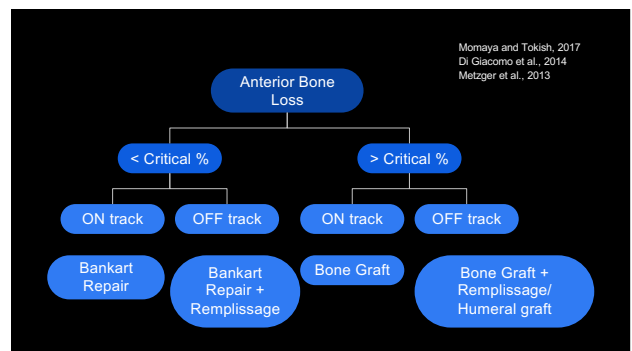 Momaya and Tokish, 2017
Di Giacomo et al., 2014
Metzger et al., 2013
Anterior Bone
Loss
< Critical %
> Critical %
ON track
OFF track
ON track
OFF track
Bankart
Repair
Bankart
Repair +
Remplissage
Bone Graft
Bone Graft +
Remplissage/
Humeral graft